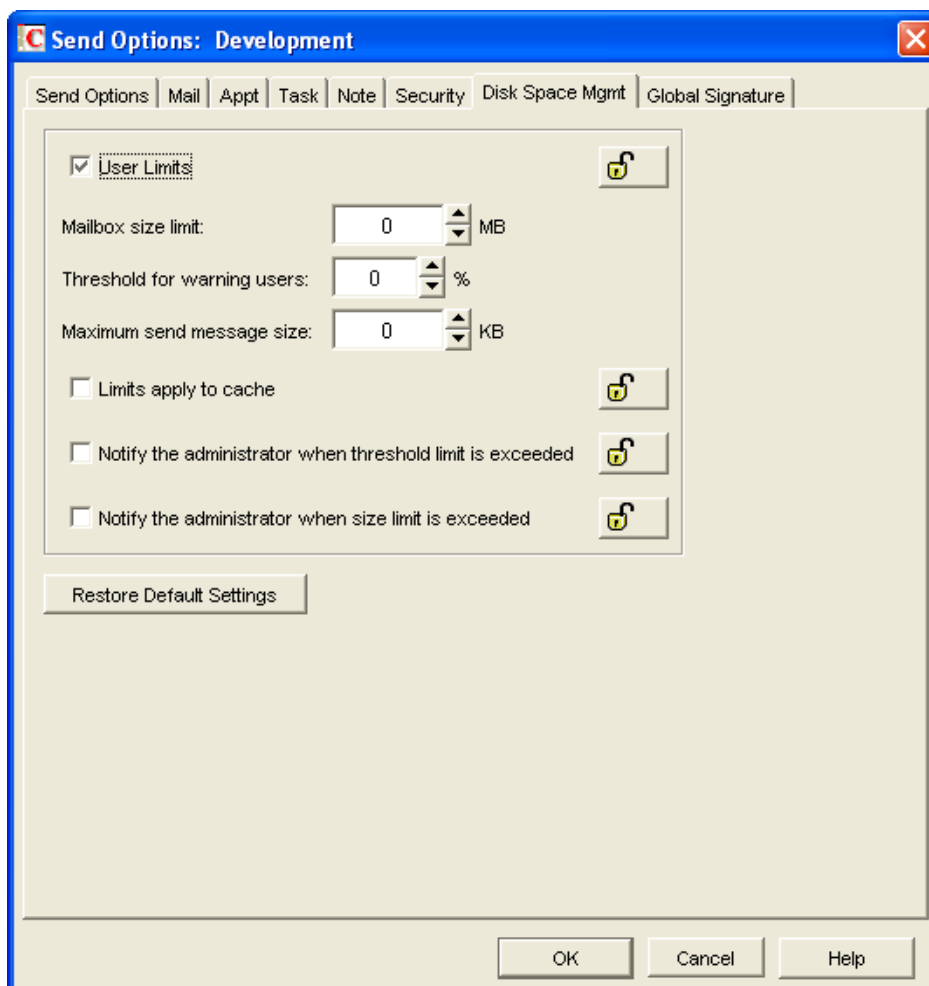 C Send Options: Development
Send Options Mail Appt Task Note Security Disk Space Mgmt Global Signature
User Limits
Mailbox size limit: 0 MB
Threshold for warning users: 0 %
Maximum send message size: 0 KB
Limits apply to cache
Notify the administrator when threshold limit is exceeded
Notify the administrator when size limit is exceeded
Restore Default Settings
OK Cancel Help